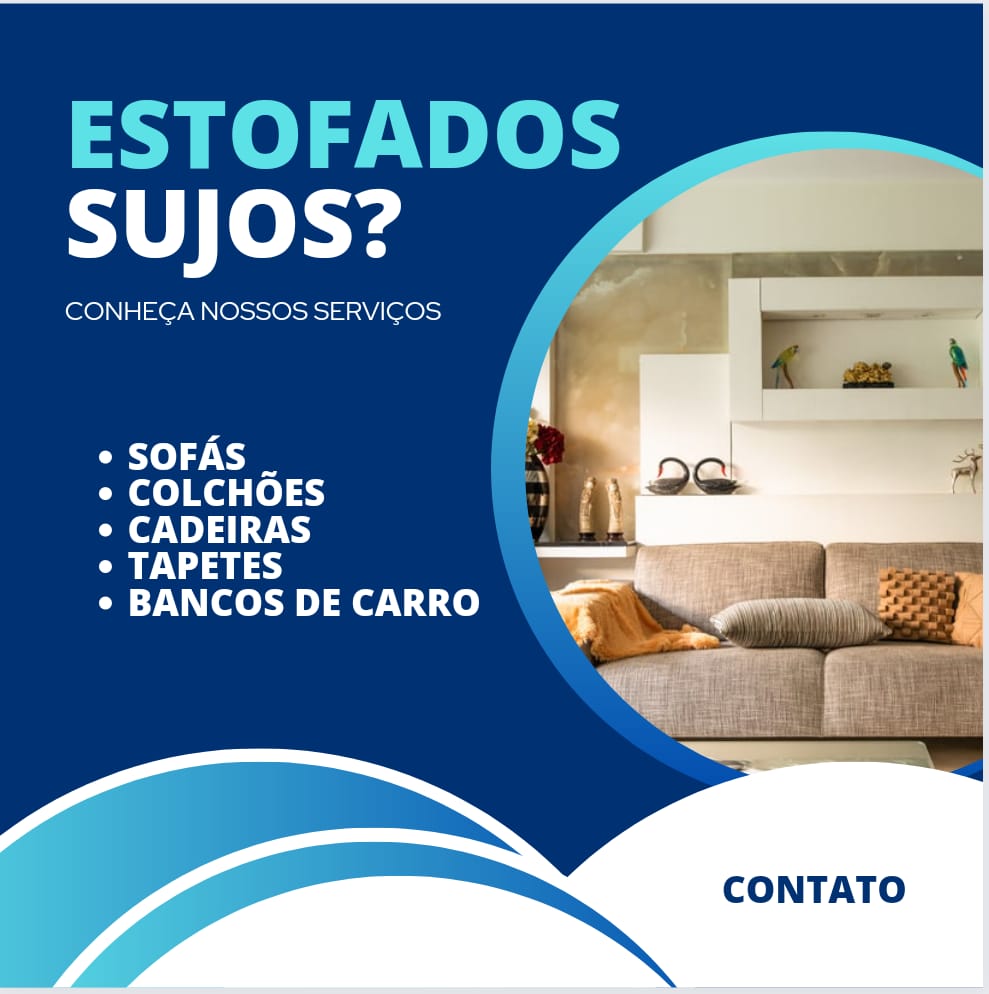 ESTOFADOS
SUJOS?
CONHEÇA NOSSOS SERVIÇOS
• SOFÁS
• COLCHÕES
• CADEIRAS
• TAPETES
• BANCOS DE CARRO
CONTATO